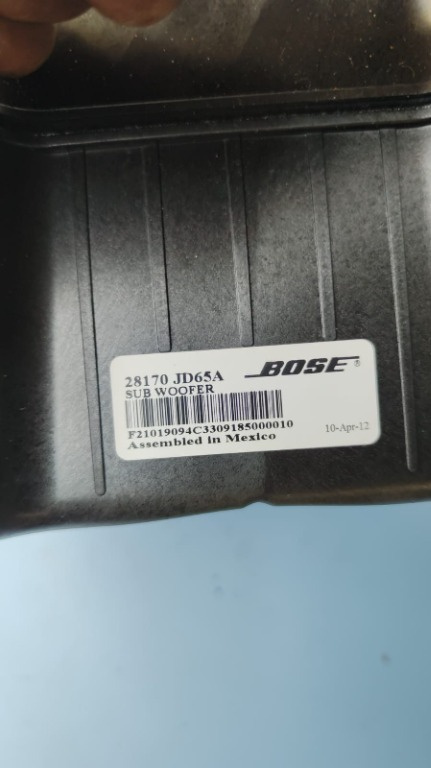 28170 JD65A BOSE®
SUB WOOFER
F21019094C3309185000010
Assembled in Mexico 10-Apr-12